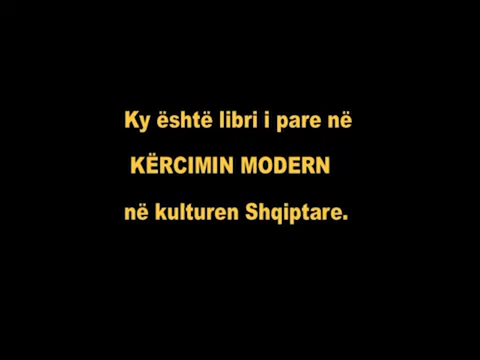 Ky është libri i pare në
KËRCIMIN MODERN
në kulturen Shqiptare.